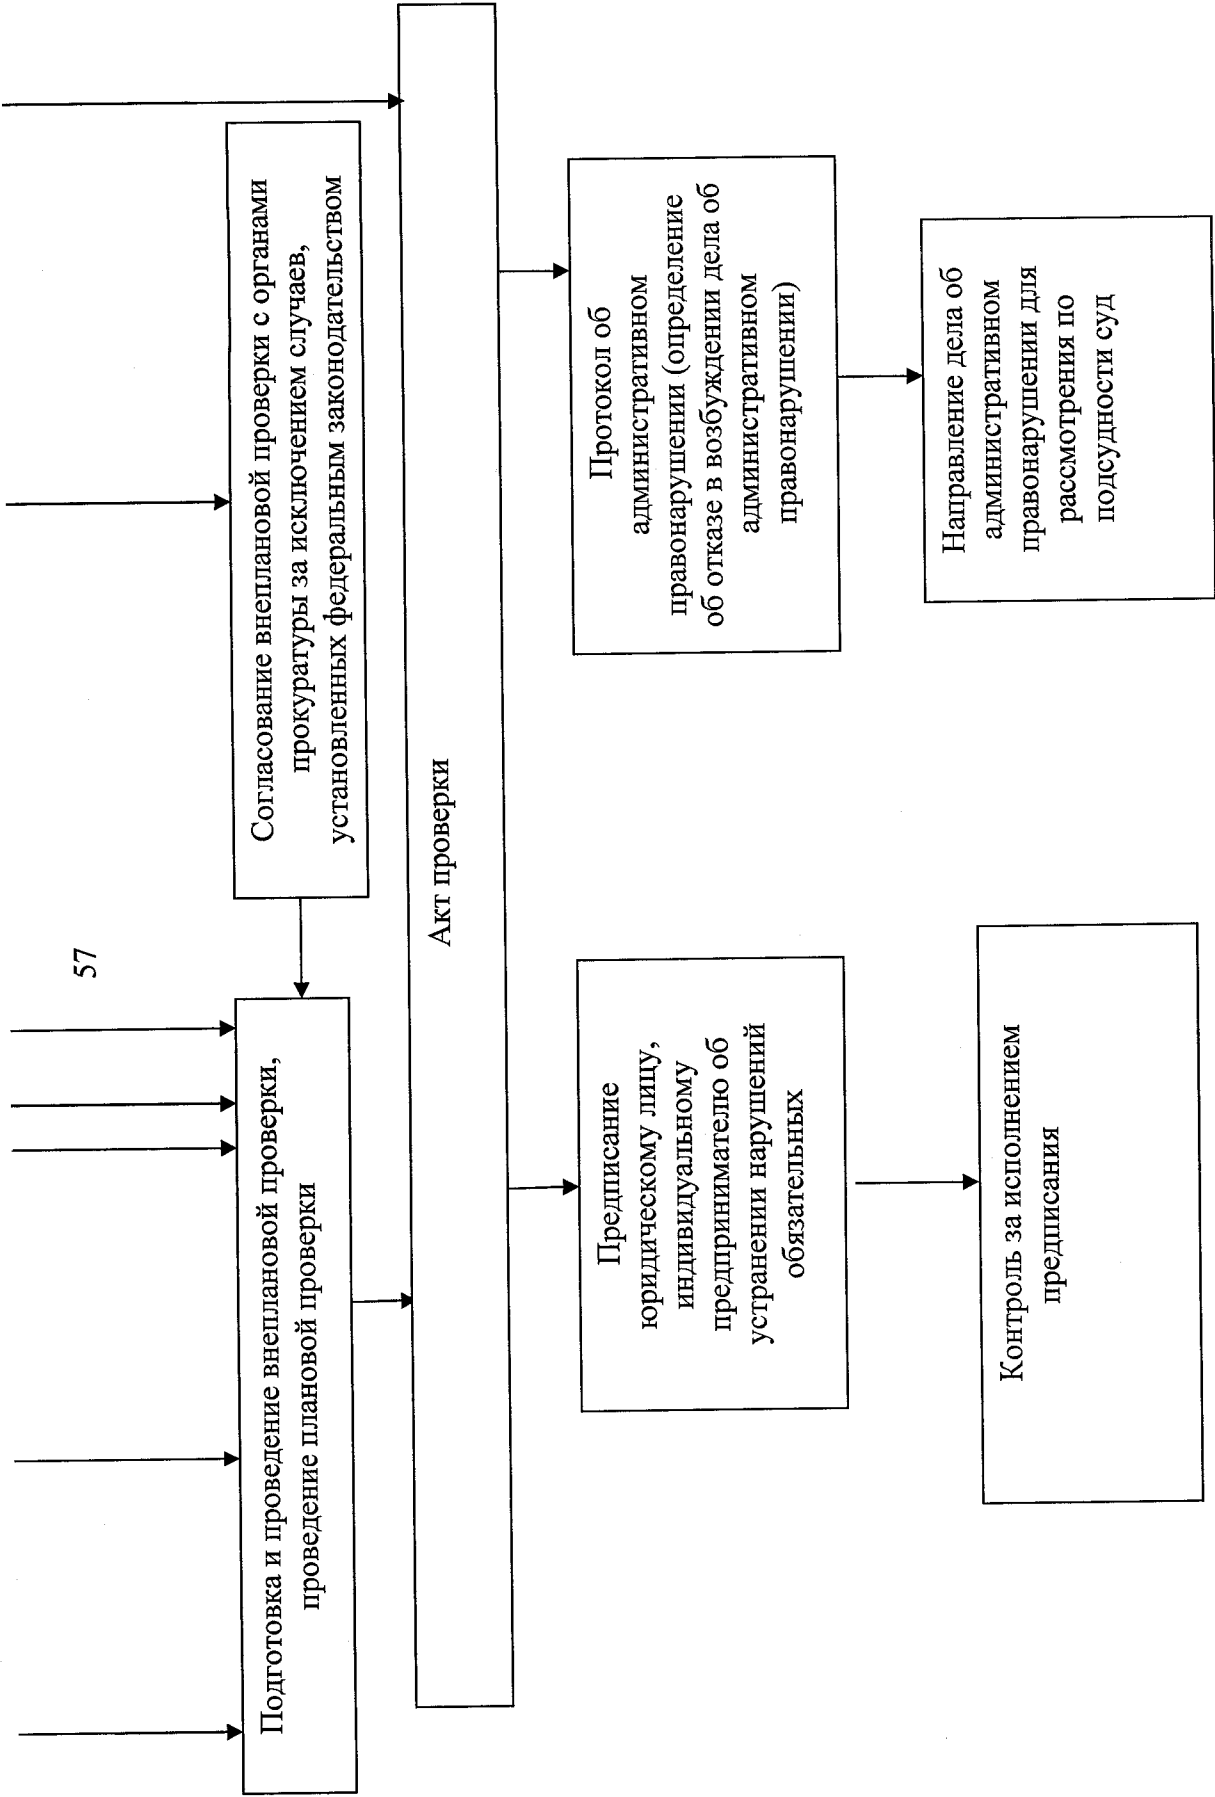 57
Подготовка и проведение внеплановой проверки,
проведение плановой проверки
Согласование внеплановой проверки с органами
прокуратуры за исключением случаев,
установленных федеральным законодательством
Акт проверки
Предписание
юридическому лицу,
индивидуальному
предпринимателю об
устранении нарушений
обязательных
Протокол об
административном
правонарушении (определение
об отказе в возбуждении дела об
административном
правонарушении)
Контроль за исполнением
предписания
Направление дела об
административном
правонарушении для
рассмотрения по
подсудности суд